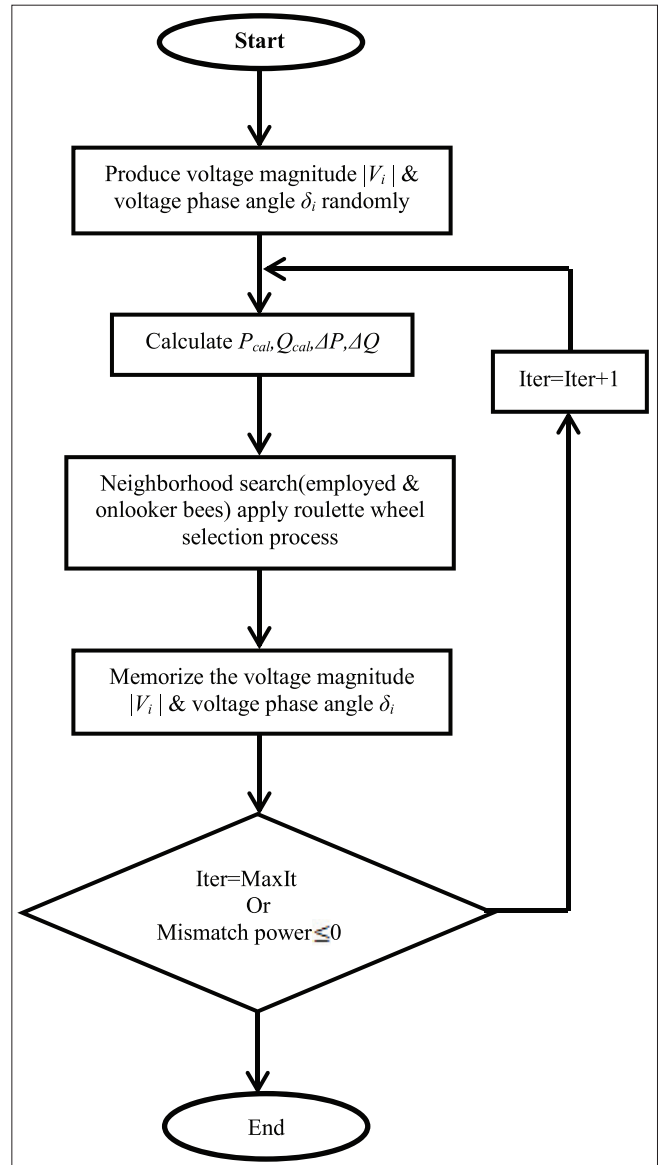 Start
Produce voltage magnitude |Vᵢ| &
voltage phase angle δᵢ randomly
Calculate P_cal,Q_cal,ΔP,ΔQ
Iter=Iter+1
Neighborhood search(employed &
onlooker bees) apply roulette wheel
selection process
Memorize the voltage magnitude
|Vᵢ| & voltage phase angle δᵢ
Iter=MaxIt
Or
Mismatch power≤0
End